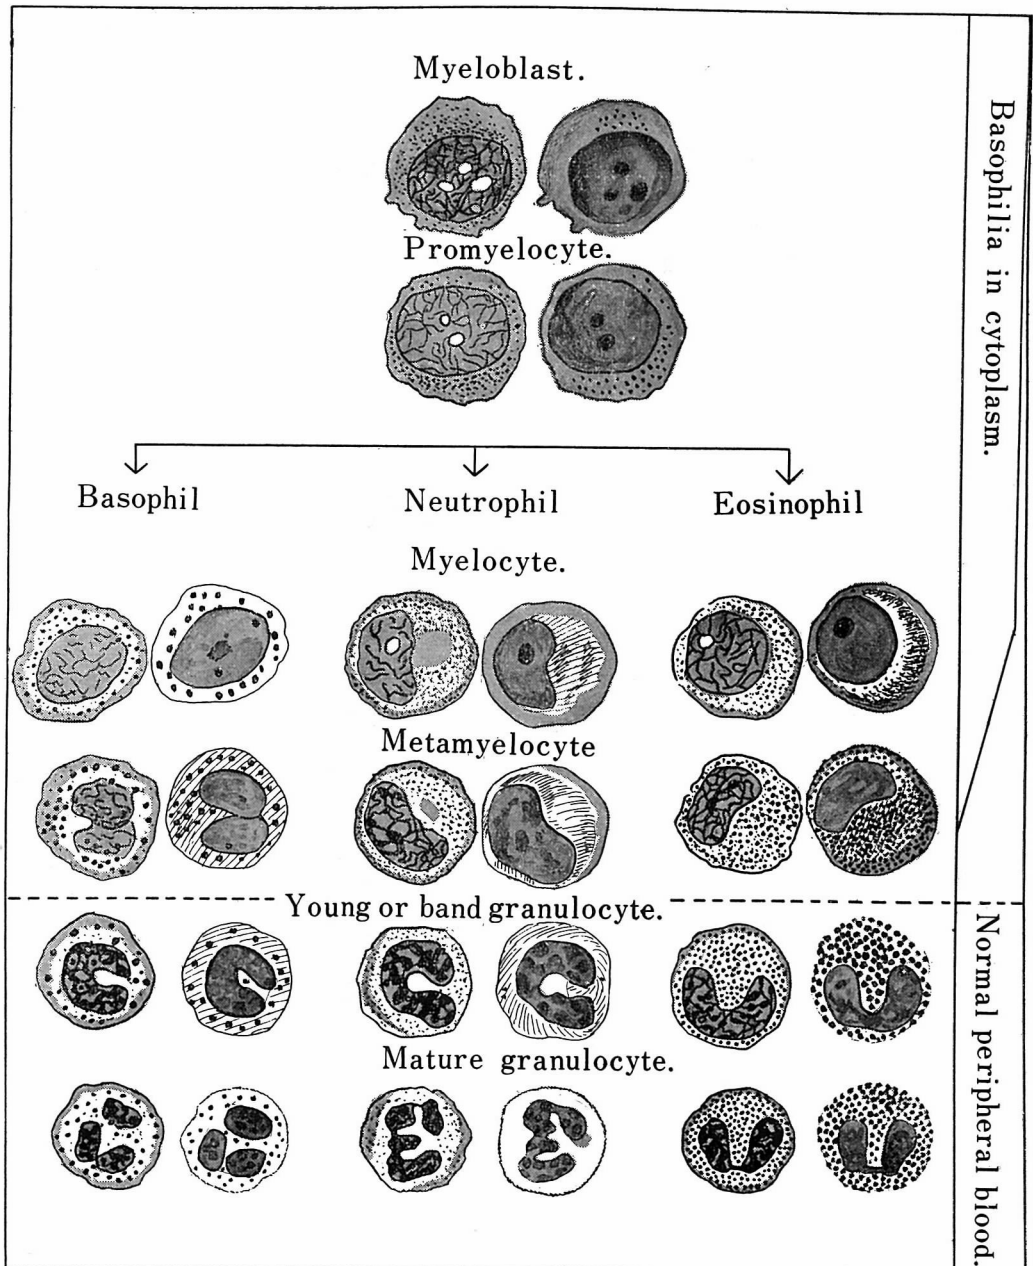 Myeloblast.
Promyelocyte.
Basophil
Neutrophil
Eosinophil
Myelocyte.
Metamyelocyte
Young or band granulocyte.
Mature granulocyte.
Basophilia in cytoplasm.
Normal peripheral blood.